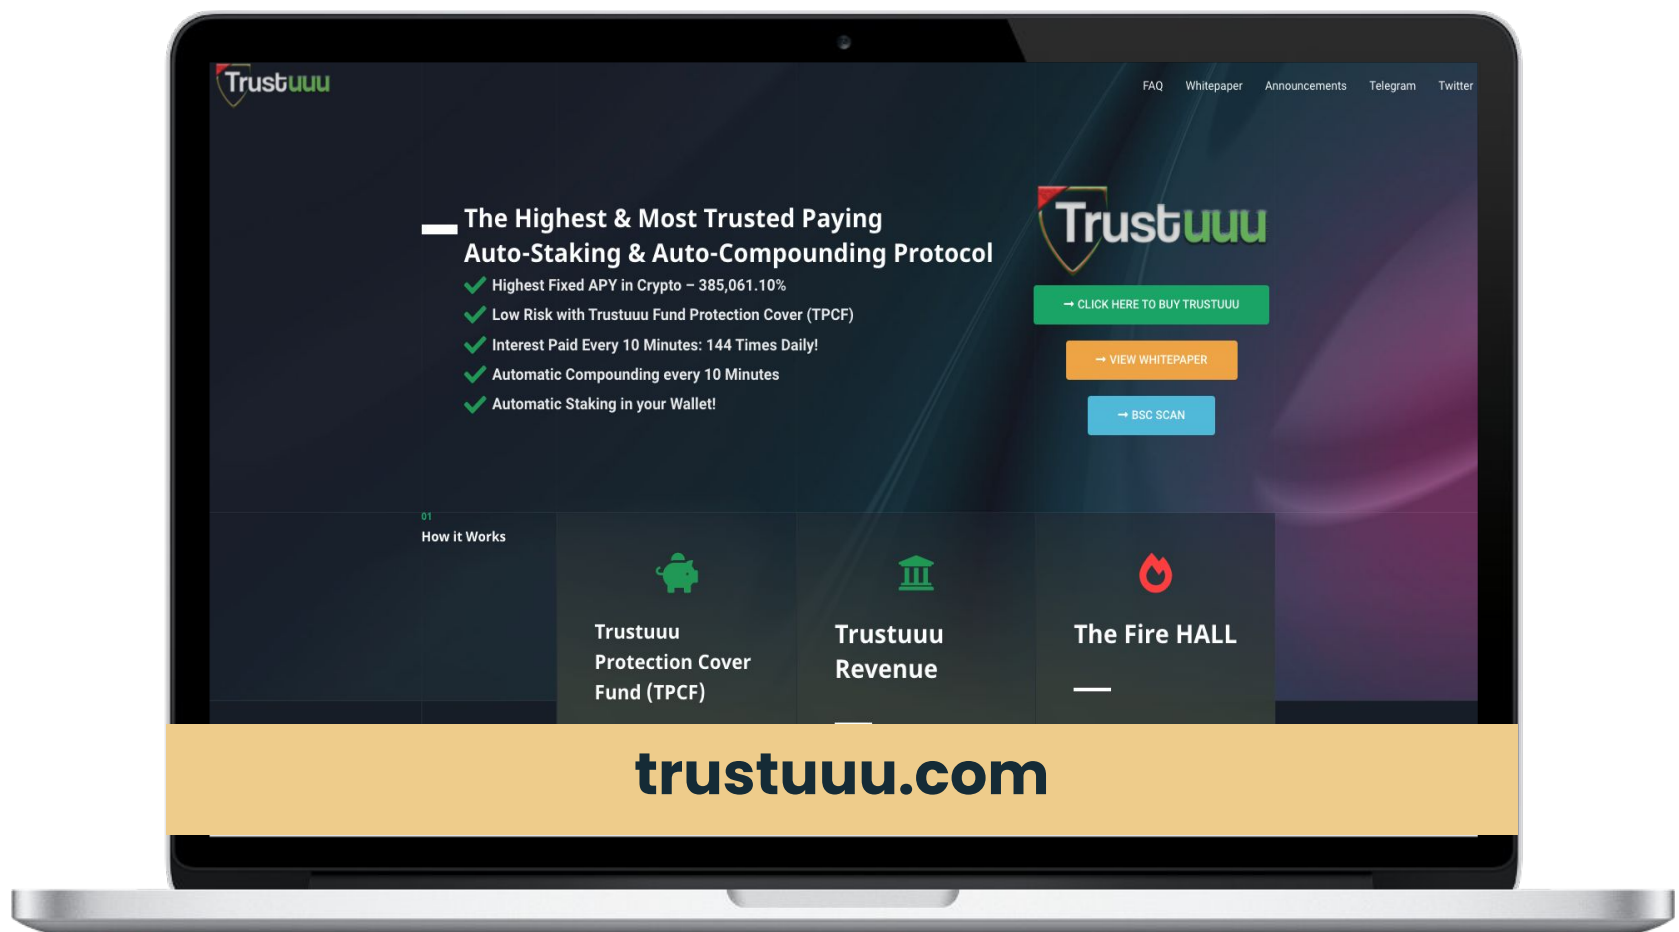 Trustuuu
FAQ Whitepaper Announcements Telegram Twitter
The Highest & Most Trusted Paying
Auto-Staking & Auto-Compounding Protocol
Highest Fixed APY in Crypto – 385,061.10%
Low Risk with Trustuuu Fund Protection Cover (TPCF)
Interest Paid Every 10 Minutes: 144 Times Daily!
Automatic Compounding every 10 Minutes
Automatic Staking in your Wallet!
Trustuuu
→ CLICK HERE TO BUY TRUSTUUU
→ VIEW WHITEPAPER
→ BSC SCAN
01
How it Works
Trustuuu
Protection Cover
Fund (TPCF)
Trustuuu
Revenue
The Fire HALL
trustuuu.com